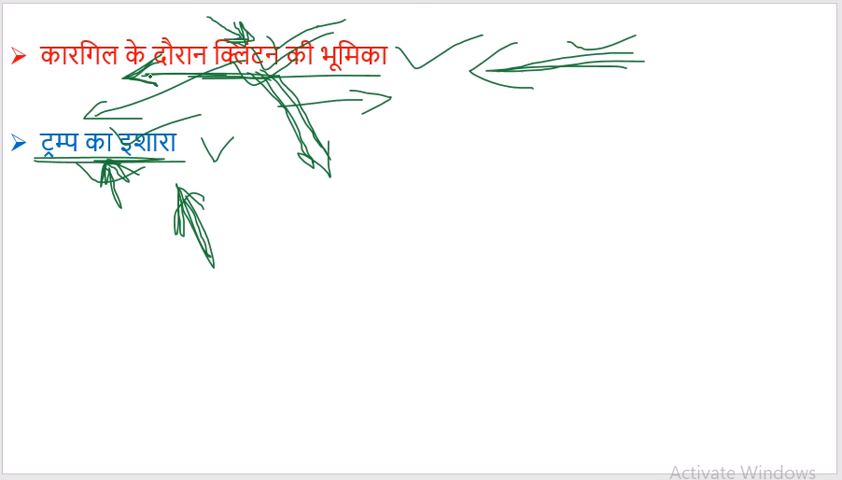 कारगिल के दौरान क्लिंटन की भूमिका
ट्रम्प का इशारा
Activate Windows